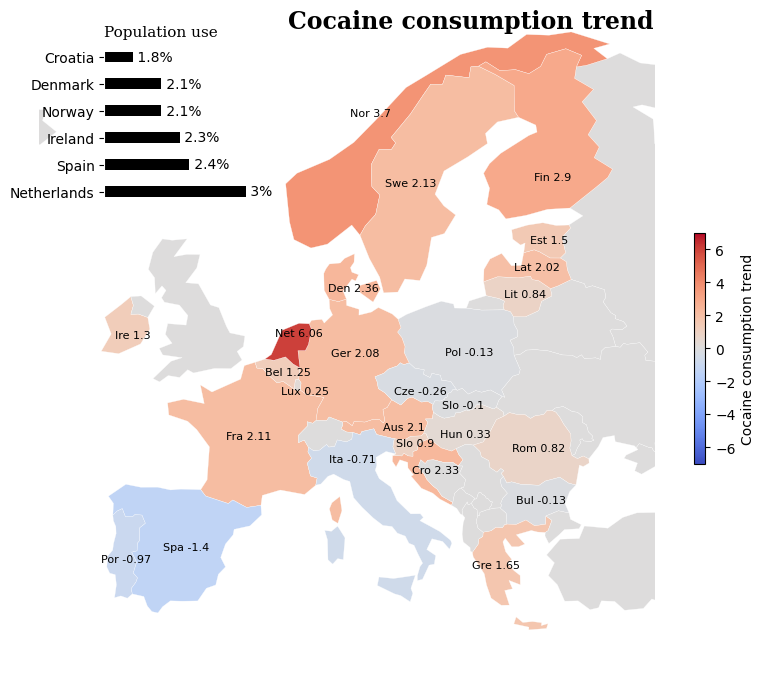 Cocaine consumption trend
Population use
Croatia 1.8%
Denmark 2.1%
Norway 2.1%
Ireland 2.3%
Spain 2.4%
Netherlands 3%
Nor 3.7
Swe 2.13
Fin 2.9
Est 1.5
Lat 2.02
Lit 0.84
Den 2.36
Ire 1.3
Net 6.06
Ger 2.08
Pol -0.13
Bel 1.25
Lux 0.25
Cze -0.26
Slo -0.1
Fra 2.11
Aus 2.1
Hun 0.33
Slo 0.9
Rom 0.82
Ita -0.71
Cro 2.33
Bul -0.13
Spa -1.4
Por -0.97
Gre 1.65
6
4
2
0
−2
−4
−6
Cocaine consumption trend